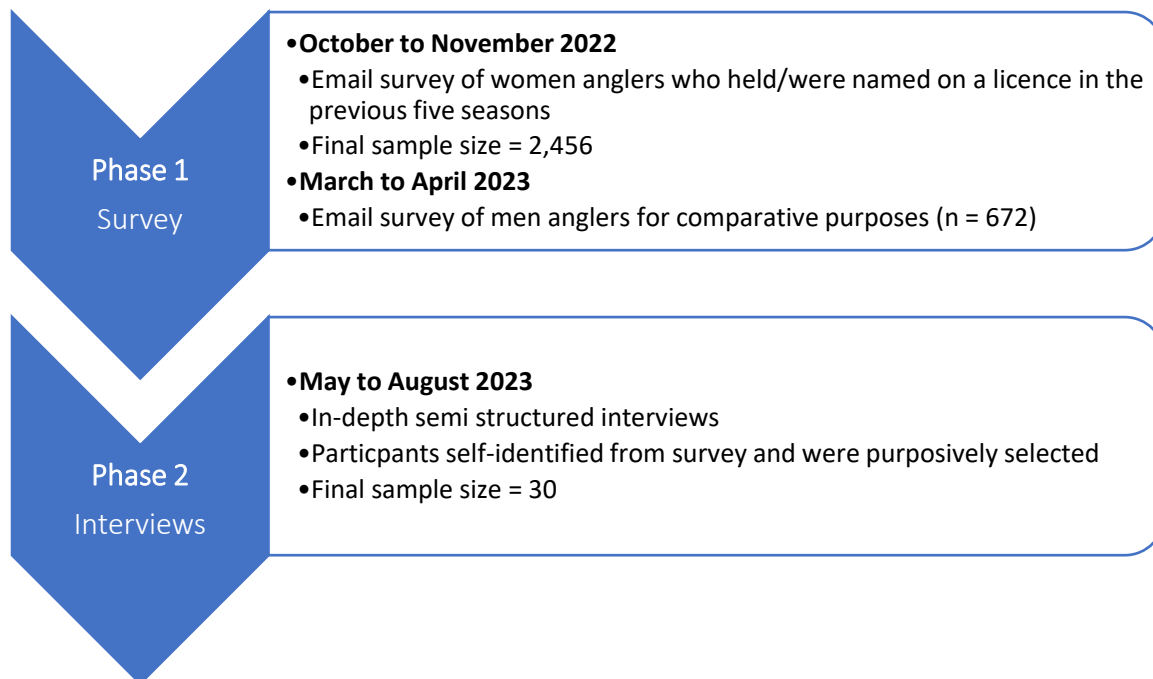 Phase 1
Survey
•October to November 2022
•Email survey of women anglers who held/were named on a licence in the
previous five seasons
•Final sample size = 2,456
•March to April 2023
•Email survey of men anglers for comparative purposes (n = 672)
Phase 2
Interviews
•May to August 2023
•In-depth semi structured interviews
•Particpants self-identified from survey and were purposively selected
•Final sample size = 30